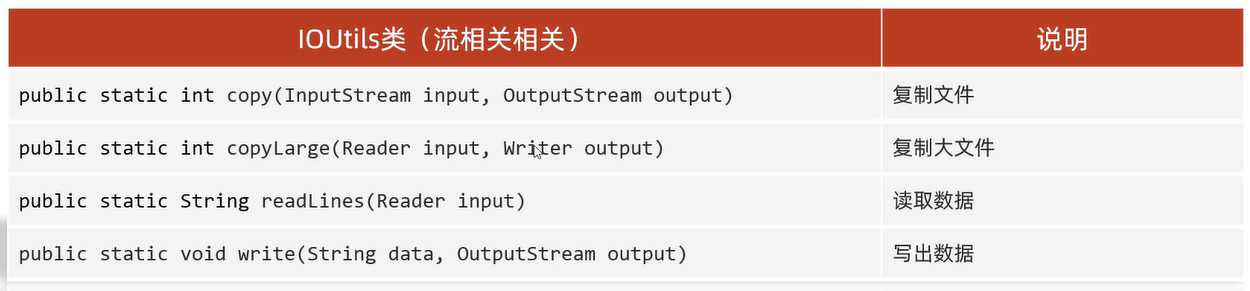 IOUtils类（流相关相关） 说明
public static int copy(InputStream input, OutputStream output) 复制文件
public static int copyLarge(Reader input, Writer output) 复制大文件
public static String readLines(Reader input) 读取数据
public static void write(String data, OutputStream output) 写出数据